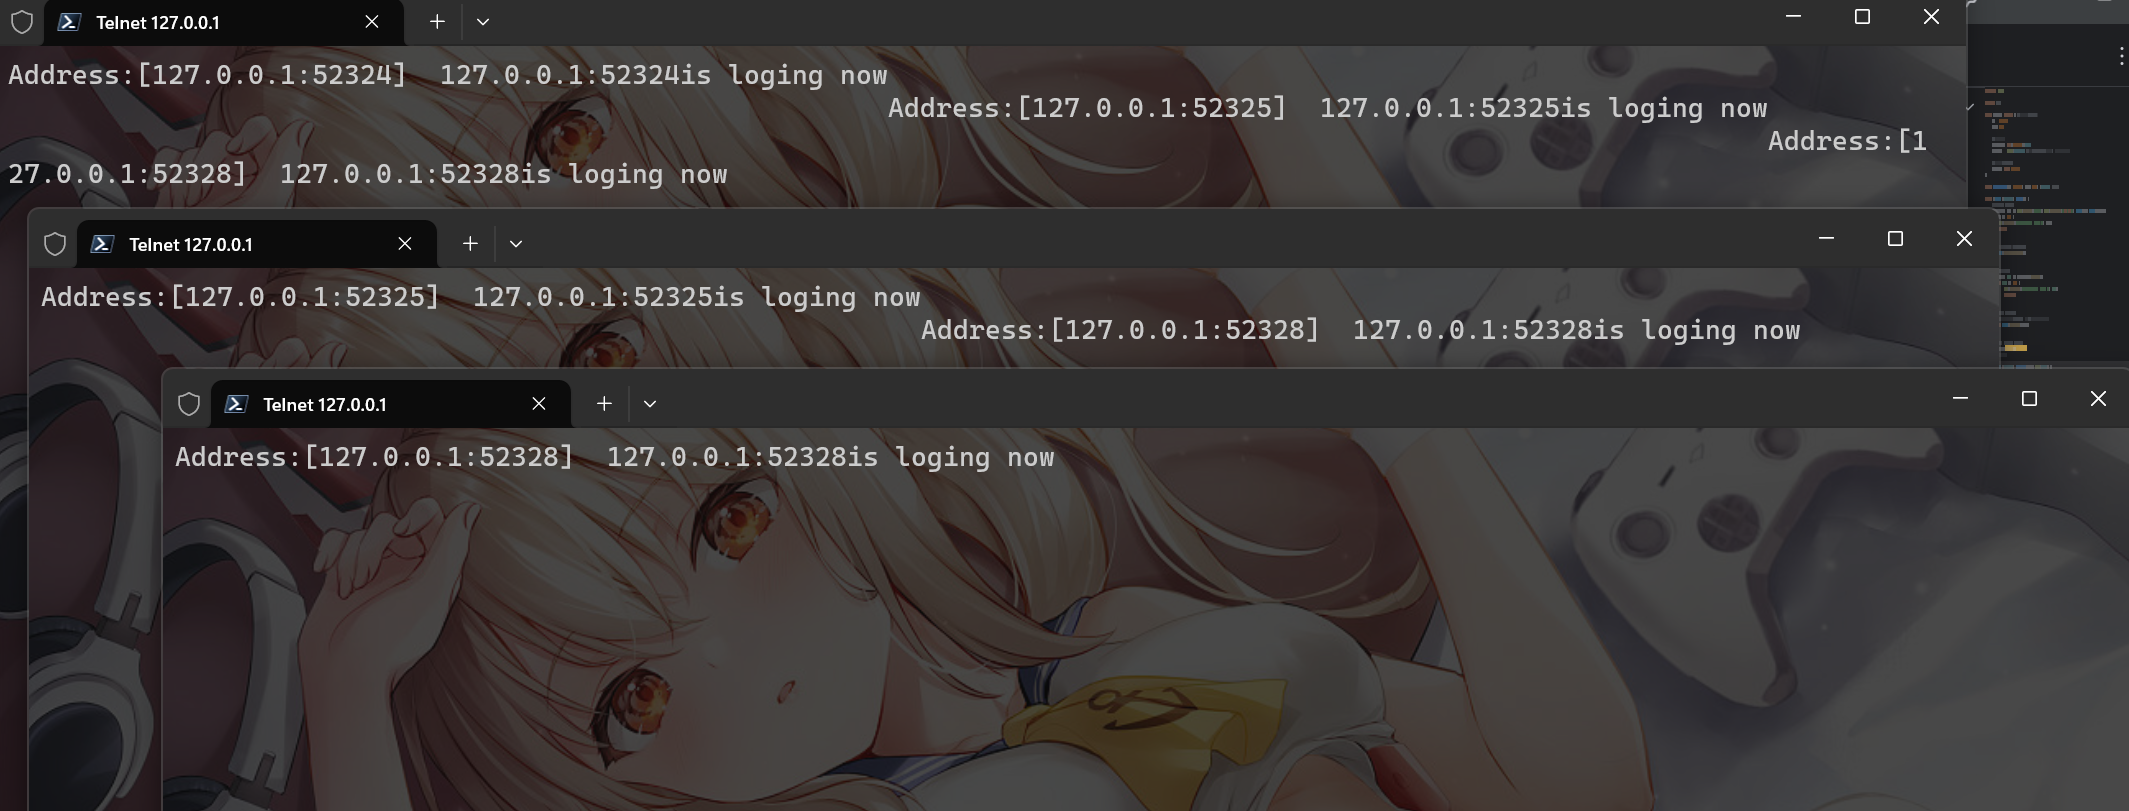 Telnet 127.0.0.1
Address:[127.0.0.1:52324]  127.0.0.1:52324is loging now
Address:[127.0.0.1:52325]  127.0.0.1:52325is loging now
Address:[1
27.0.0.1:52328]  127.0.0.1:52328is loging now
Telnet 127.0.0.1
Address:[127.0.0.1:52325]  127.0.0.1:52325is loging now
Address:[127.0.0.1:52328]  127.0.0.1:52328is loging now
Telnet 127.0.0.1
Address:[127.0.0.1:52328]  127.0.0.1:52328is loging now